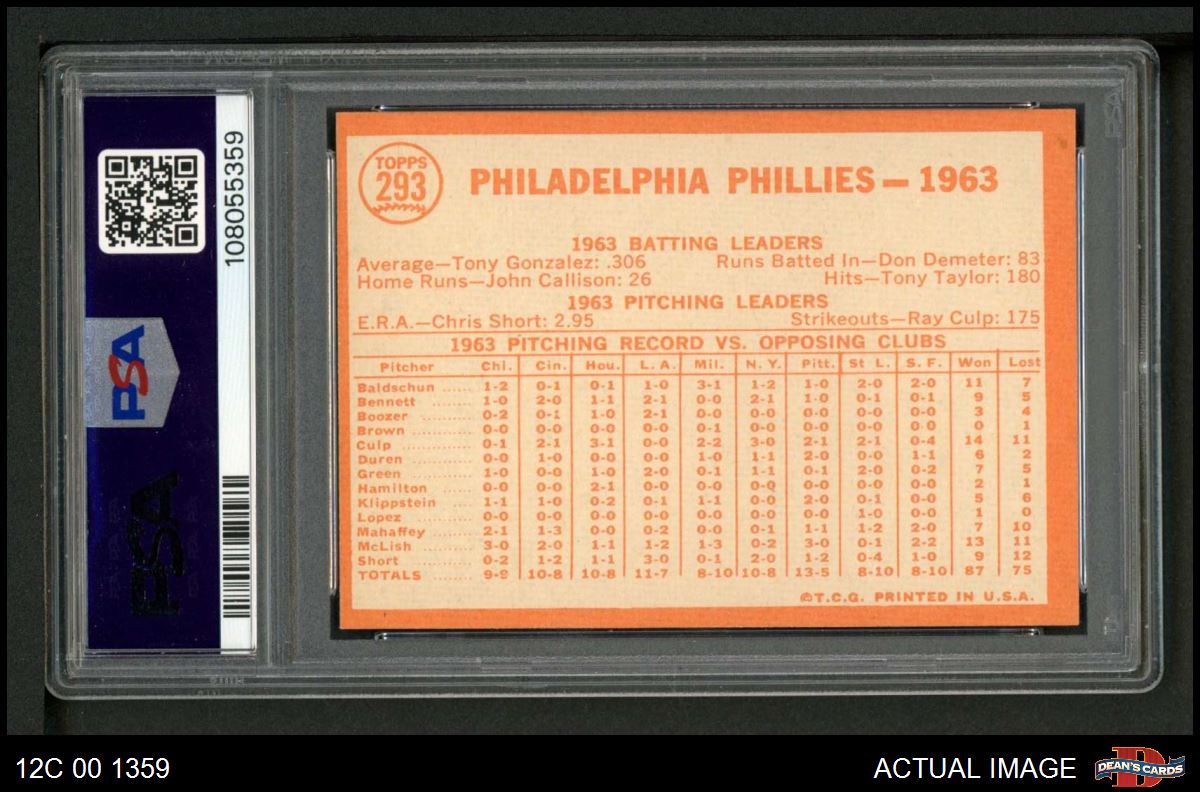 TOPPS
293
PHILADELPHIA PHILLIES — 1963
1963 BATTING LEADERS
Average—Tony Gonzalez: .306 Runs Batted In—Don Demeter: 83
Home Runs—John Callison: 26 Hits—Tony Taylor: 180
1963 PITCHING LEADERS
E.R.A.—Chris Short: 2.95 Strikeouts—Ray Culp: 175
1963 PITCHING RECORD VS. OPPOSING CLUBS
Pitcher Chi. Cin. Hou. L. A. Mil. N. Y. Pitt. St L. S. F. Won Lost
Baldschun ...... 1-2 0-1 0-1 1-0 3-1 1-2 1-0 2-0 2-0 11 7
Bennett ...... 1-0 2-0 1-1 2-1 0-0 2-1 1-0 0-1 0-1 9 5
Boozer ...... 0-2 0-1 1-0 2-1 0-0 0-0 0-0 0-0 0-0 3 4
Brown ...... 0-0 0-0 0-0 0-0 0-0 0-0 0-0 0-0 0-0 0 1
Culp ...... 0-1 2-1 3-1 0-0 2-2 3-0 2-1 2-1 0-4 14 11
Duren ...... 0-0 1-0 0-0 0-0 1-0 1-1 2-0 0-0 1-1 6 2
Green ...... 1-0 0-0 1-0 2-0 0-1 1-1 0-1 2-0 0-2 7 5
Hamilton ...... 0-0 0-0 2-1 0-0 0-0 0-0 0-0 0-0 0-0 2 1
Klippstein ...... 1-1 1-0 0-2 0-1 1-1 0-0 2-0 0-1 0-0 5 6
Lopez ...... 0-0 0-0 0-0 0-0 0-0 0-0 0-0 1-0 0-0 1 0
Mahaffey ...... 2-1 1-3 0-0 0-2 0-0 0-1 1-1 1-2 2-0 7 10
McLish ...... 3-0 2-0 1-1 1-2 1-3 0-2 3-0 0-1 2-2 13 11
Short ...... 0-2 1-2 1-1 3-0 0-1 2-0 1-2 0-4 1-0 9 12
TOTALS ...... 9-9 10-8 10-8 11-7 8-10 10-8 13-5 8-10 8-10 87 75
©T.C.G. PRINTED IN U.S.A.
108055359
PSA
PSA
12C 00 1359
ACTUAL IMAGE
DEAN'S CARDS